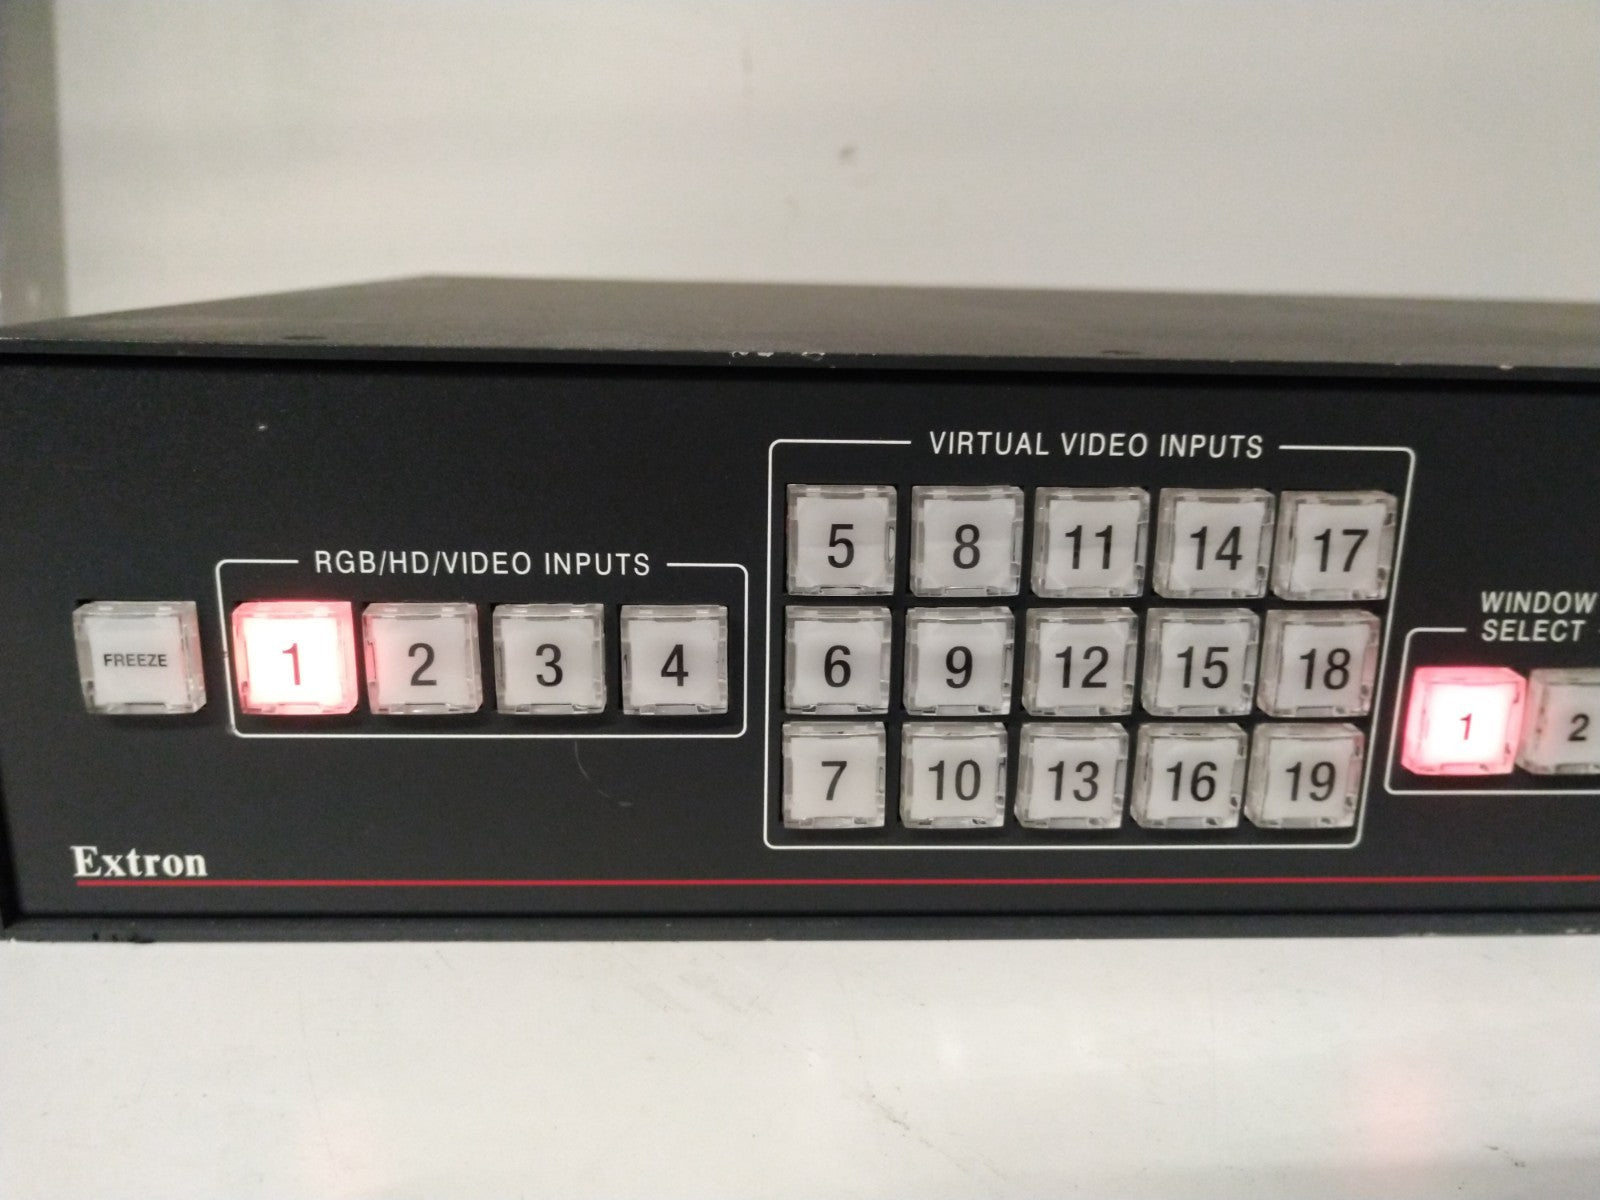 VIRTUAL VIDEO INPUTS
5 8 11 14 17
RGB/HD/VIDEO INPUTS
WINDOW
SELECT
FREEZE 1 2 3 4
6 9 12 15 18
1 2
7 10 13 16 19
Extron